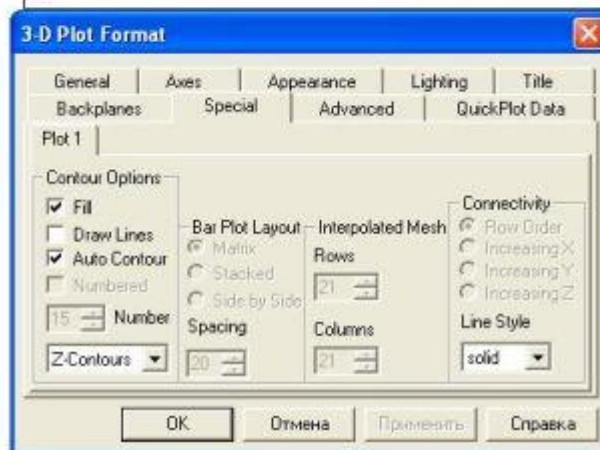 3-D Plot Format
General Axes Appearance Lighting Title
Backplanes Special Advanced QuickPlot Data
Plot 1
Contour Options
Fill
Draw Lines
Auto Contour
Numbered
15 Number
Z-Contours
Bar Plot Layout
Matrix
Stacked
Side by Side
Spacing
20
Interpolated Mesh
Rows
21
Columns
21
Connectivity
Row Order
Increasing X
Increasing Y
Increasing Z
Line Style
solid
OK Отмена Применить Справка